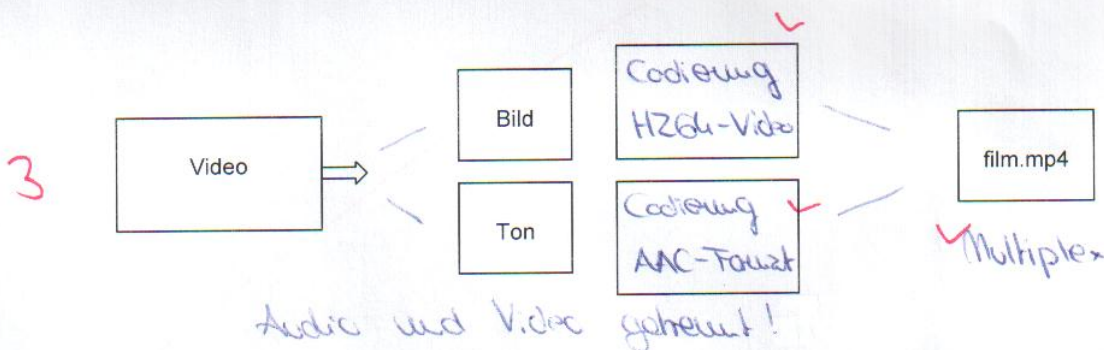 3
Video
Bild
Ton
Codierung
H264-Video
Codierung
AAC-Format
film.mp4
Multiplex
Audio und Video getrennt!